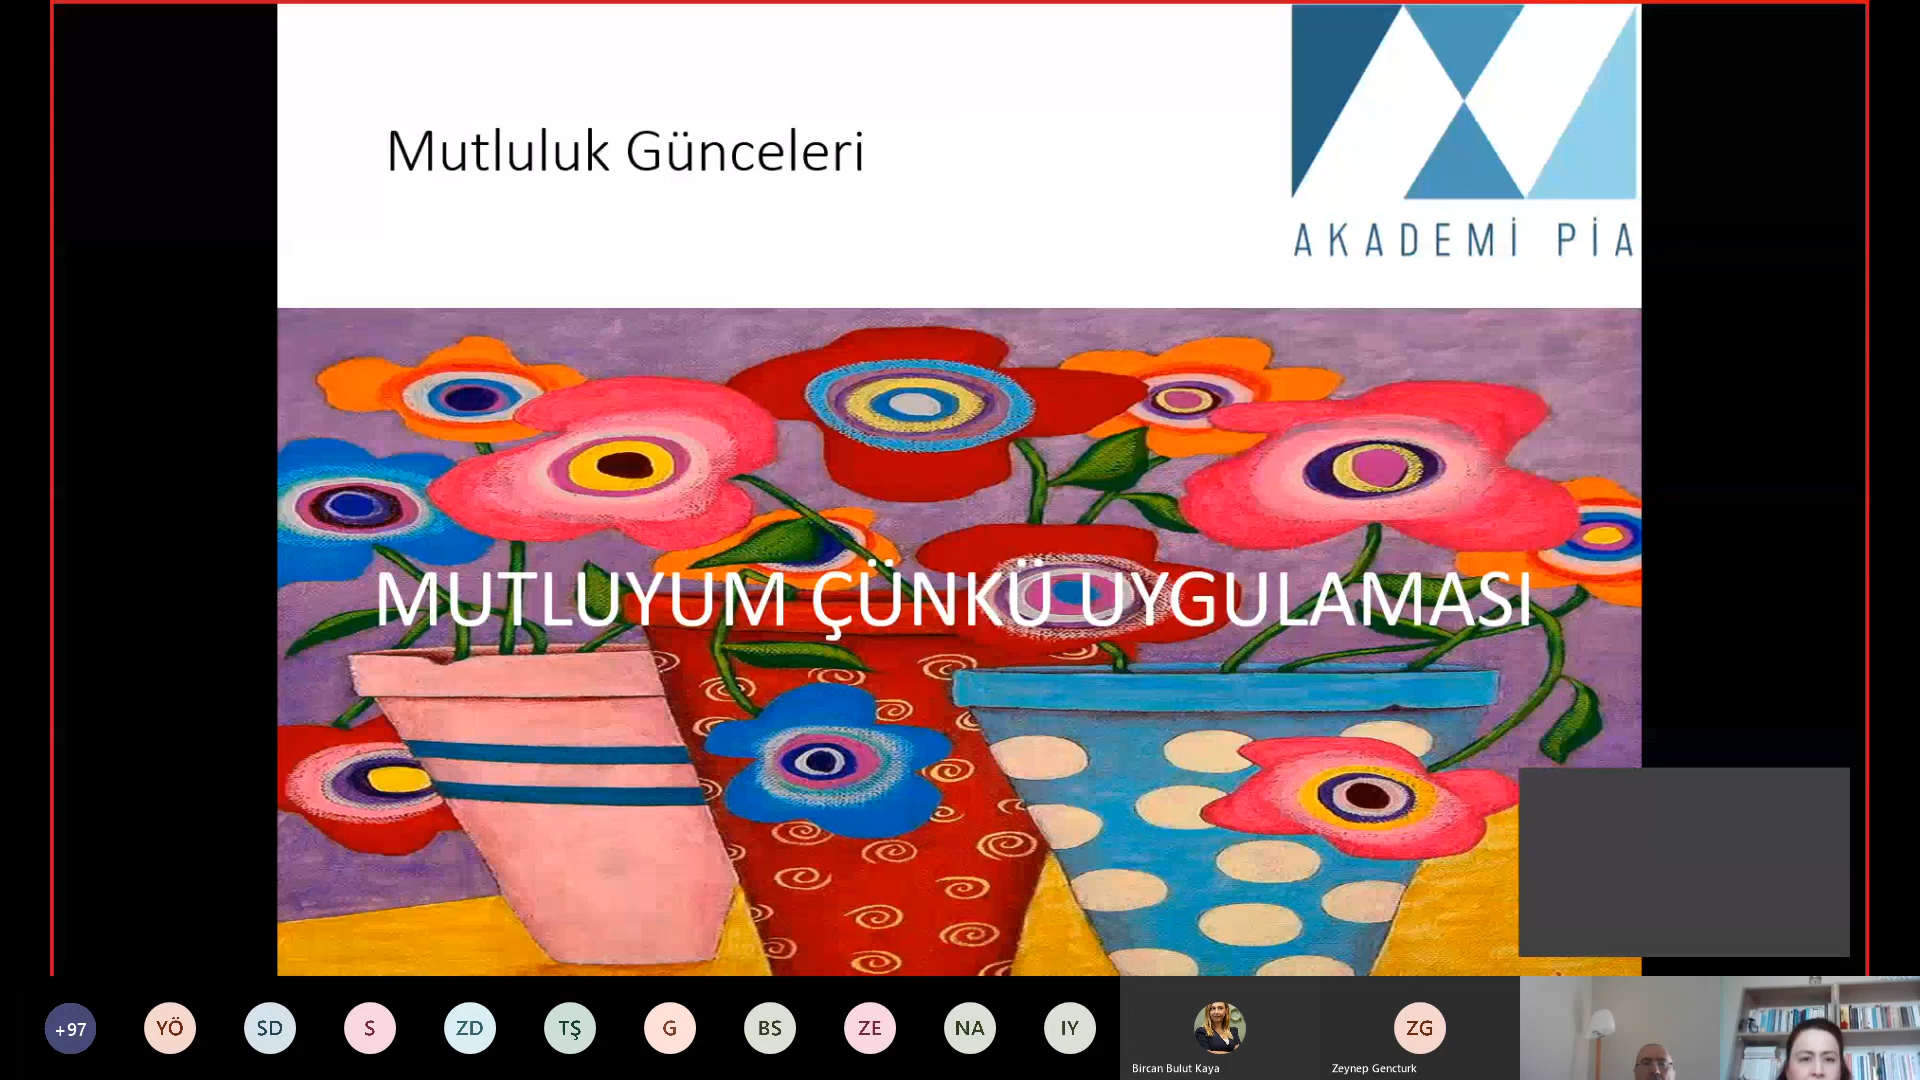 Mutluluk Günceleri
AKADEMİ PİA
MUTLUYUM ÇÜNKÜ UYGULAMASI
+97
YÖ
SD
S
ZD
TŞ
G
BS
ZE
NA
IY
ZG
Bircan Bulut Kaya
Zeynep Gencturk